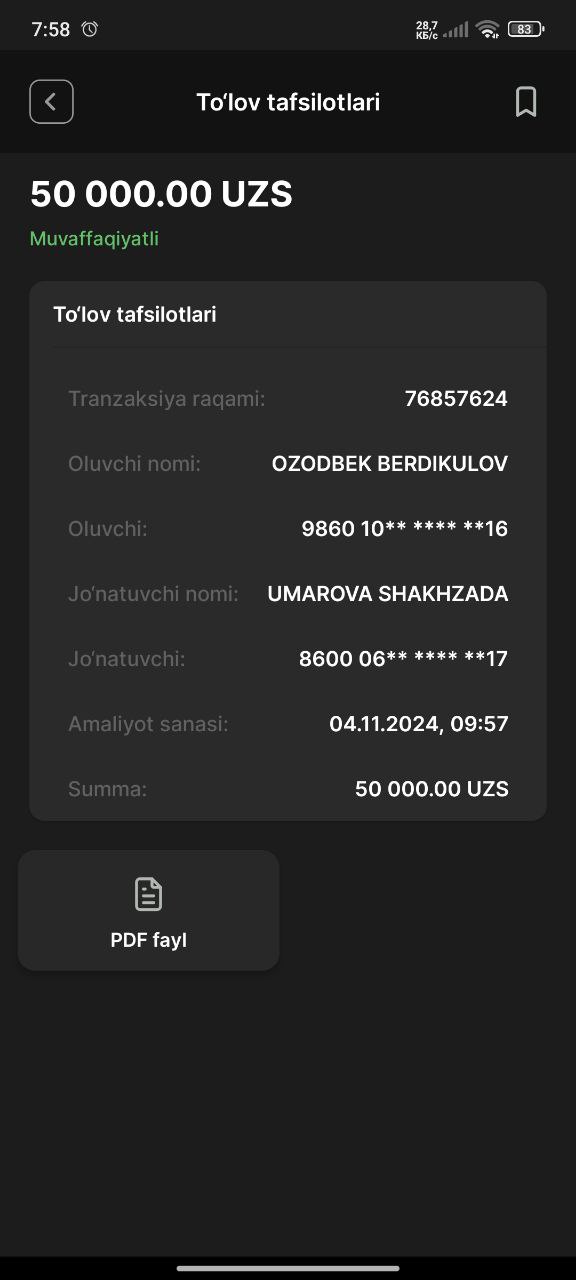 7:58
28,7
КБ/с
83
To‘lov tafsilotlari
50 000.00 UZS
Muvaffaqiyatli
To‘lov tafsilotlari
Tranzaksiya raqami: 76857624
Oluvchi nomi: OZODBEK BERDIKULOV
Oluvchi: 9860 10** **** **16
Jo‘natuvchi nomi: UMAROVA SHAKHZADA
Jo‘natuvchi: 8600 06** **** **17
Amaliyot sanasi: 04.11.2024, 09:57
Summa: 50 000.00 UZS
PDF fayl